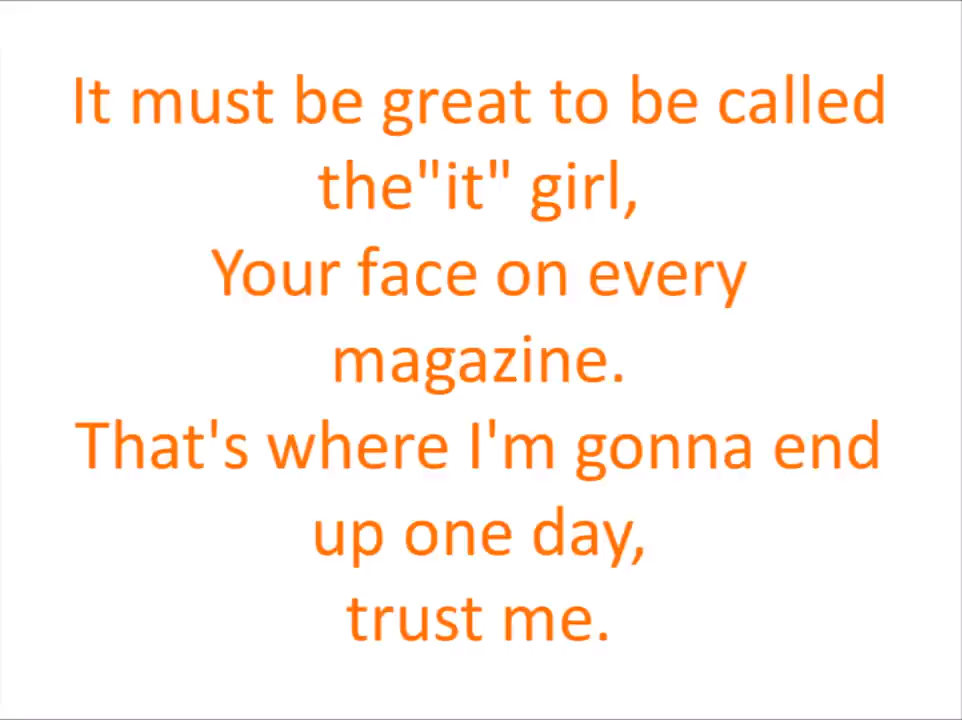 It must be great to be called
the"it" girl,
Your face on every
magazine.
That's where I'm gonna end
up one day,
trust me.